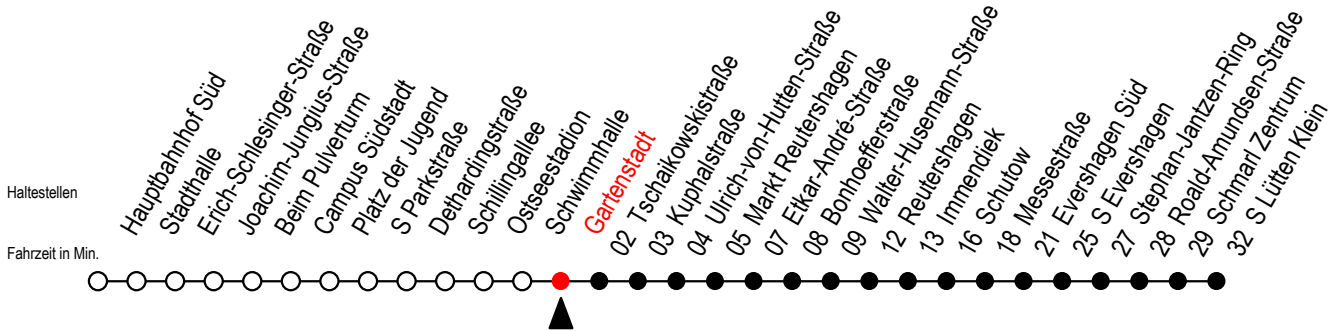 Haltestellen
Fahrzeit in Min.
Hauptbahnhof Süd
Stadthalle
Erich-Schlesinger-Straße
Joachim-Jungius-Straße
Beim Pulverturm
Campus Südstadt
Platz der Jugend
S Parkstraße
Dethardingstraße
Schillingallee
Ostseestadion
Schwimmhalle
Gartenstadt
02 Tschaikowskistraße
03 Kuphalstraße
04 Ulrich-von-Hutten-Straße
05 Markt Reutershagen
07 Etkar-André-Straße
08 Bonhoefferstraße
09 Walter-Husemann-Straße
12 Reutershagen
13 Immendiek
16 Schutow
18 Messestraße
21 Evershagen Süd
25 S Evershagen
27 Stephan-Jantzen-Ring
28 Roald-Amundsen-Straße
29 Schmarl Zentrum
32 S Lütten Klein